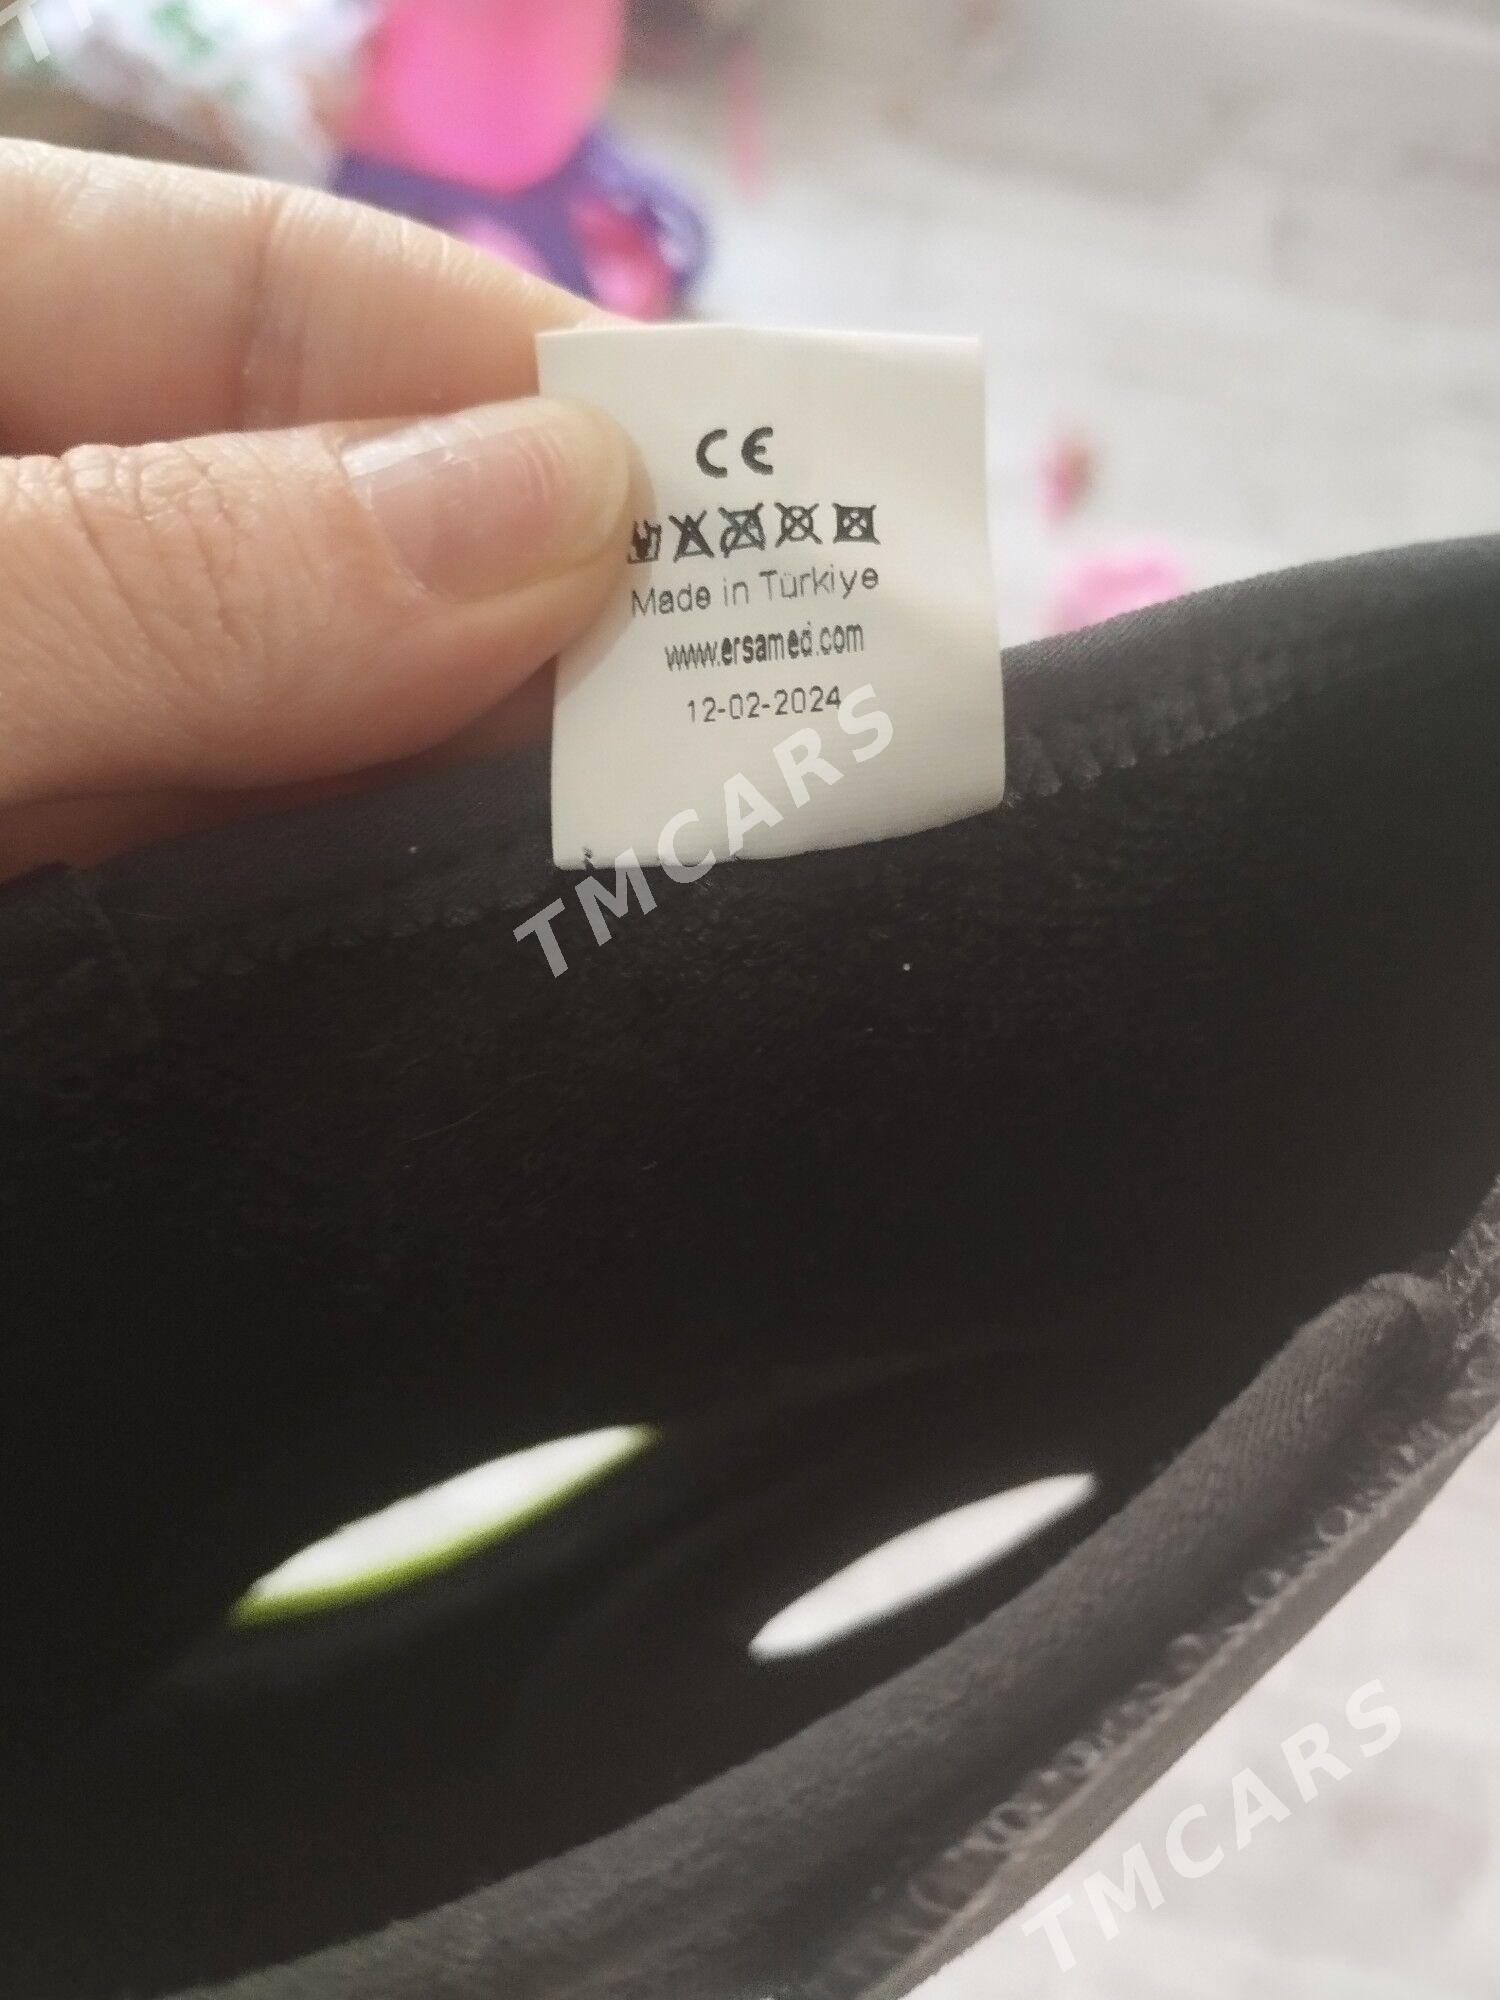 CE
Made in Türkiye
www.ersamed.com
12-02-2024
TMCARS
TMCARS